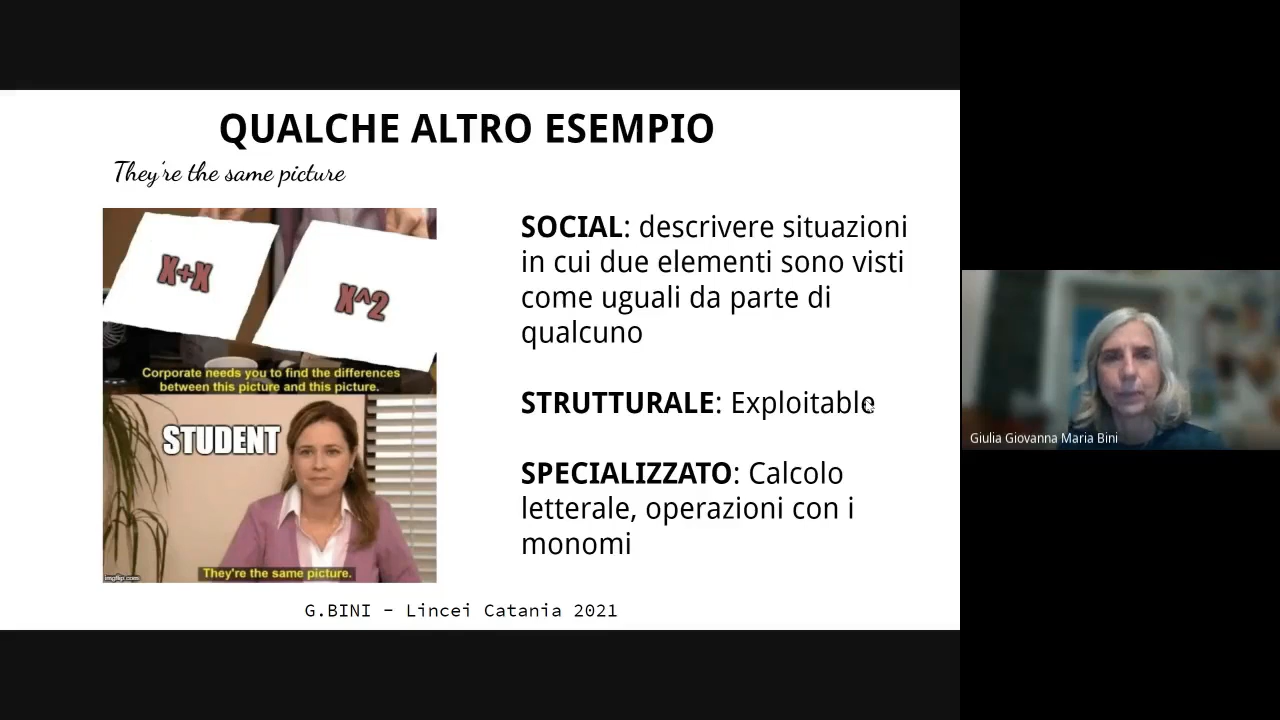 QUALCHE ALTRO ESEMPIO
They're the same picture
X+X
X^2
Corporate needs you to find the differences
between this picture and this picture.
STUDENT
They're the same picture.
imgflip.com
SOCIAL: descrivere situazioni
in cui due elementi sono visti
come uguali da parte di
qualcuno
STRUTTURALE: Exploitable
SPECIALIZZATO: Calcolo
letterale, operazioni con i
monomi
G.BINI - Lincei Catania 2021
Giulia Giovanna Maria Bini